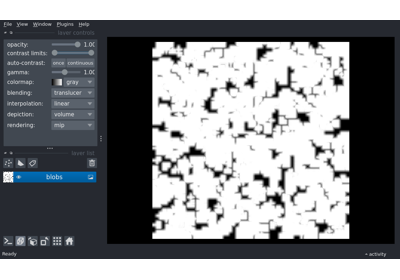 File View Window Plugins Help
layer controls
opacity: 1.00
contrast limits:
auto-contrast: once continuous
gamma: 1.00
colormap: gray
blending: translucer
interpolation: linear
depiction: volume
rendering: mip
layer list
blobs
Ready
activity